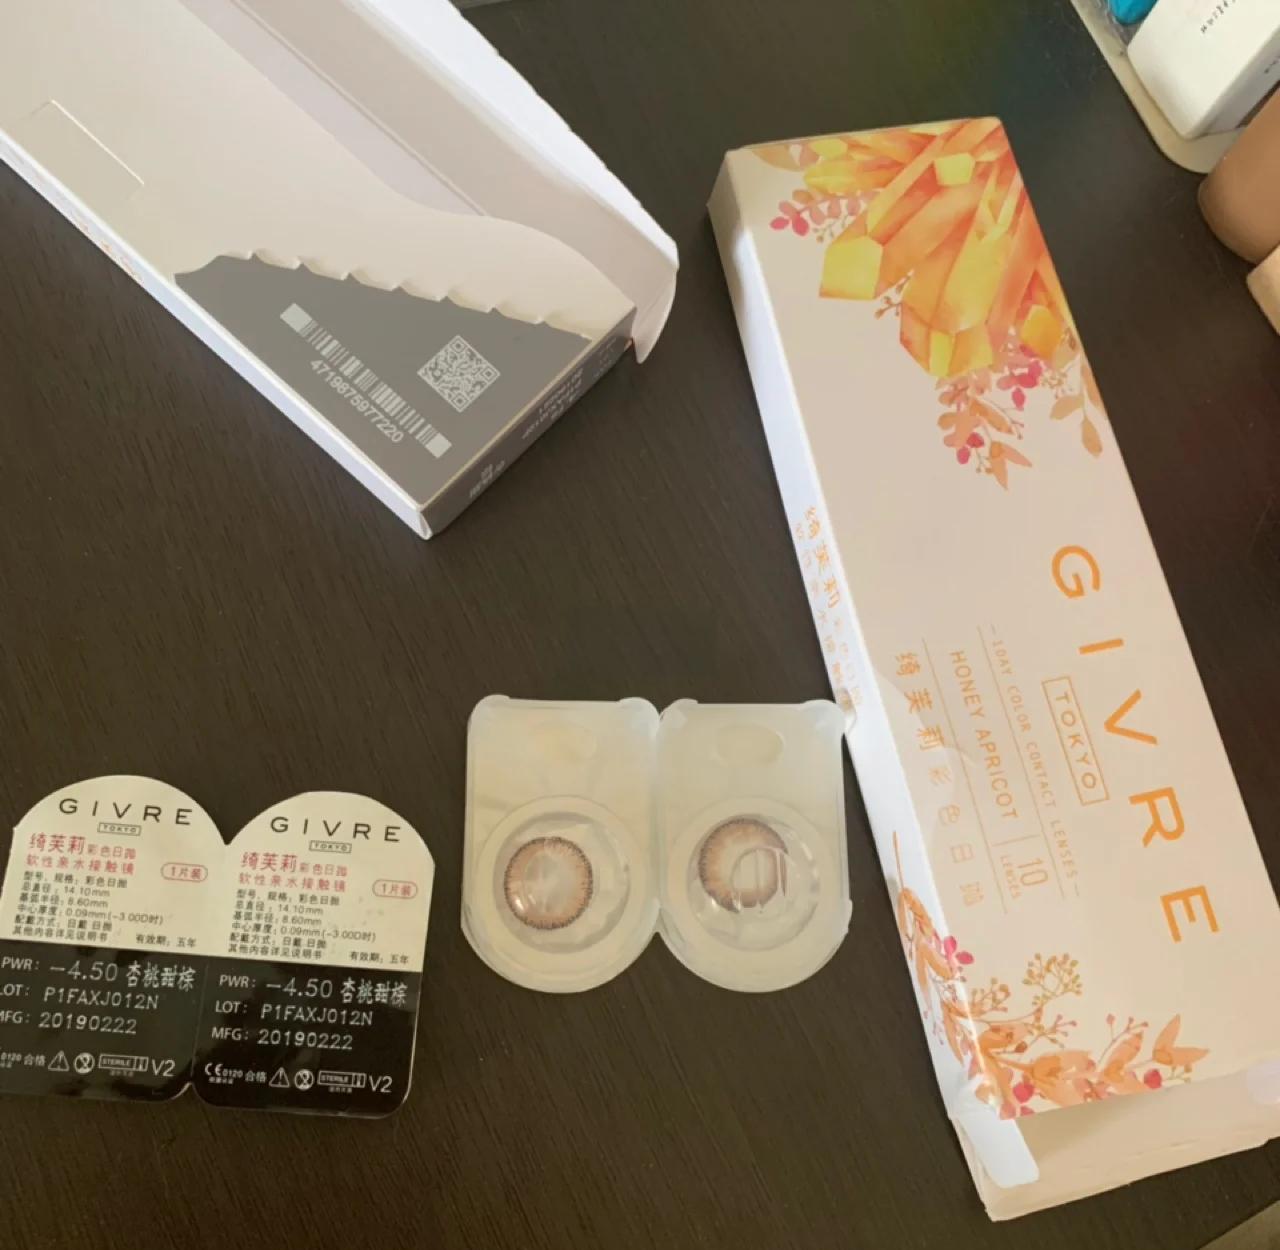 4719875977220
GIVRE
TOKYO
-1DAY COLOR CONTACT LENSES-
HONEY APRICOT
10
LENSES
绮芙莉彩色日抛
绮芙莉
GIVRE
TOKYO
绮芙莉彩色日抛
软性亲水接触镜
1片装
型号、规格：彩色日抛
总直径：14.10mm
基弧半径：8.60mm
中心厚度：0.09mm(-3.00D时)
配戴方式：日戴 日抛
其他内容详见说明书
有效期：五年
PWR: -4.50 杏桃甜棕
LOT: P1FAXJ012N
MFG: 20190222
0120 合格
STERILE
V2
GIVRE
TOKYO
绮芙莉彩色日抛
软性亲水接触镜
1片装
型号、规格：彩色日抛
总直径：14.10mm
基弧半径：8.60mm
中心厚度：0.09mm(-3.00D时)
配戴方式：日戴 日抛
其他内容详见说明书
有效期：五年
PWR: -4.50 杏桃甜棕
LOT: P1FAXJ012N
MFG: 20190222
CE0120 合格
STERILE
V2